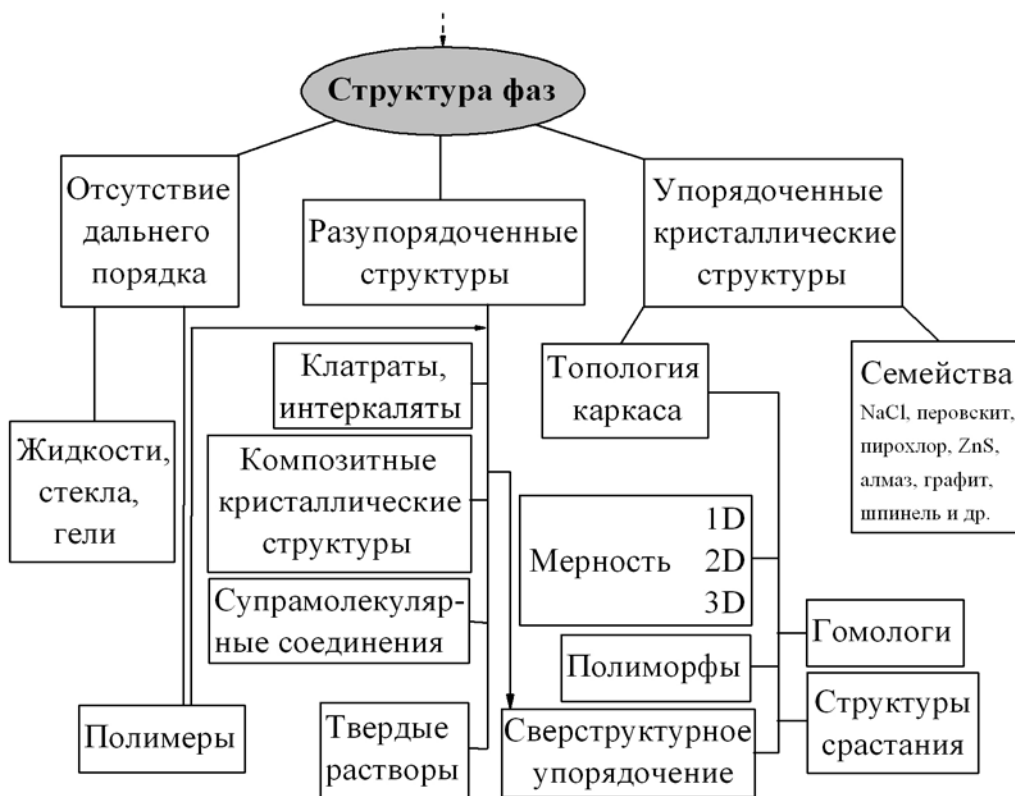 Структура фаз
Отсутствие
дальнего
порядка
Разупорядоченные
структуры
Упорядоченные
кристаллические
структуры
Жидкости,
стекла,
гели
Полимеры
Клатраты,
интеркаляты
Композитные
кристаллические
структуры
Супрамолекуляр-
ные соединения
Твердые
растворы
Топология
каркаса
1D
Мерность 2D
3D
Полиморфы
Сверструктурное
упорядочение
Гомологи
Структуры
срастания
Семейства
NaCl, перовскит,
пирохлор, ZnS,
алмаз, графит,
шпинель и др.